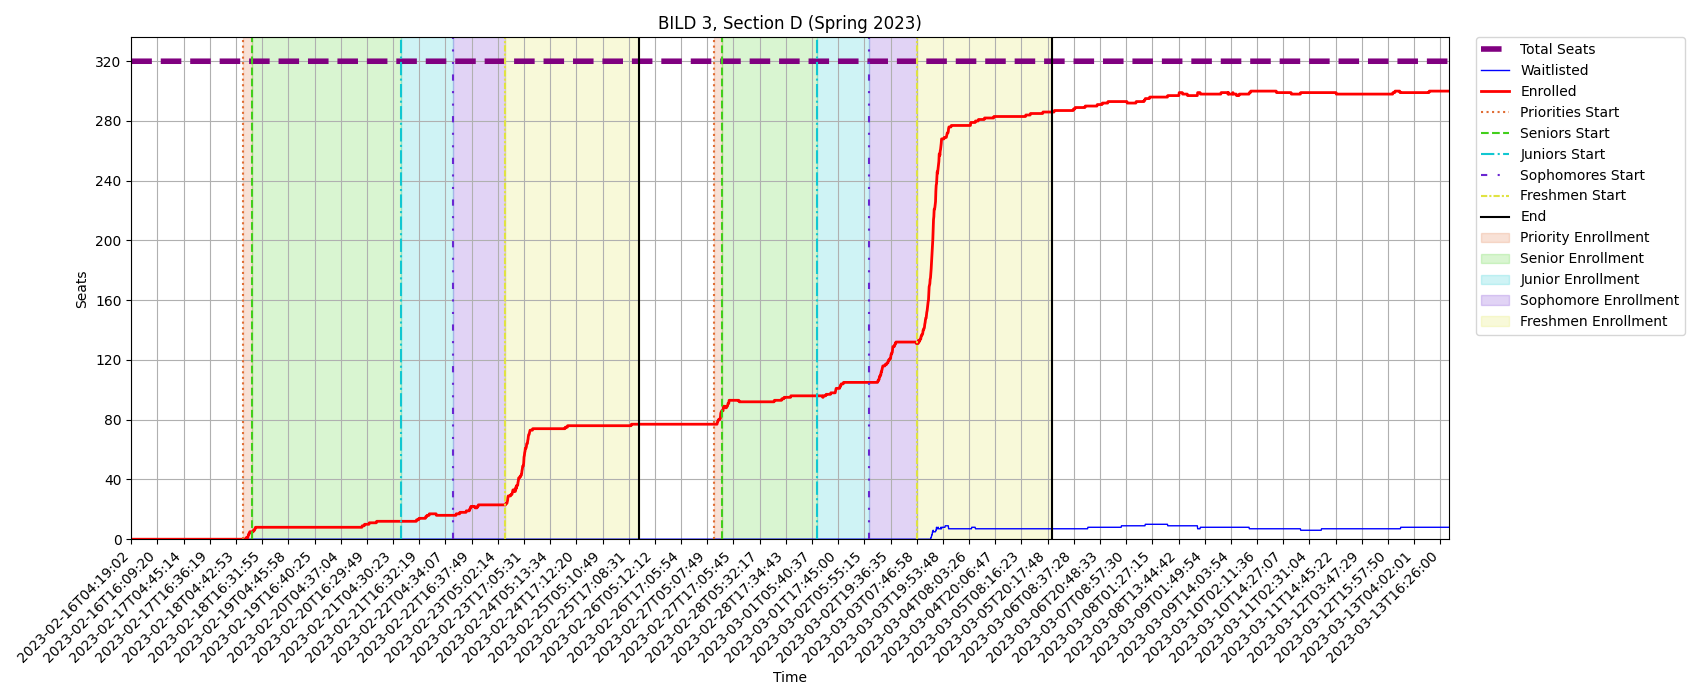 BILD 3, Section D (Spring 2023)
Seats
320
280
240
200
160
120
80
40
0
2023-02-16T04:19:02
2023-02-16T16:09:20
2023-02-17T04:45:14
2023-02-17T17:36:19
2023-02-18T04:42:53
2023-02-18T16:31:55
2023-02-19T04:45:58
2023-02-19T16:40:25
2023-02-20T04:37:04
2023-02-20T16:29:49
2023-02-21T04:30:23
2023-02-21T16:32:19
2023-02-22T04:34:07
2023-02-22T16:37:49
2023-02-23T05:02:14
2023-02-23T17:05:31
2023-02-24T05:13:34
2023-02-24T17:12:20
2023-02-25T05:10:49
2023-02-25T17:08:31
2023-02-26T05:12:12
2023-02-26T17:05:54
2023-02-27T05:07:49
2023-02-27T17:05:45
2023-02-28T05:32:17
2023-02-28T17:34:43
2023-03-01T05:40:37
2023-03-01T17:45:00
2023-03-02T05:55:15
2023-03-02T19:36:35
2023-03-03T07:46:58
2023-03-03T19:53:48
2023-03-04T08:03:26
2023-03-04T20:06:47
2023-03-05T08:16:23
2023-03-05T20:17:48
2023-03-06T08:37:28
2023-03-06T20:48:33
2023-03-07T08:57:30
2023-03-08T01:27:15
2023-03-08T13:44:42
2023-03-09T01:49:54
2023-03-09T14:03:54
2023-03-10T02:11:36
2023-03-10T14:27:07
2023-03-11T02:31:04
2023-03-11T14:45:22
2023-03-12T03:47:29
2023-03-12T15:57:50
2023-03-13T04:02:01
2023-03-13T16:26:00
Time
Total Seats
Waitlisted
Enrolled
Priorities Start
Seniors Start
Juniors Start
Sophomores Start
Freshmen Start
End
Priority Enrollment
Senior Enrollment
Junior Enrollment
Sophomore Enrollment
Freshmen Enrollment